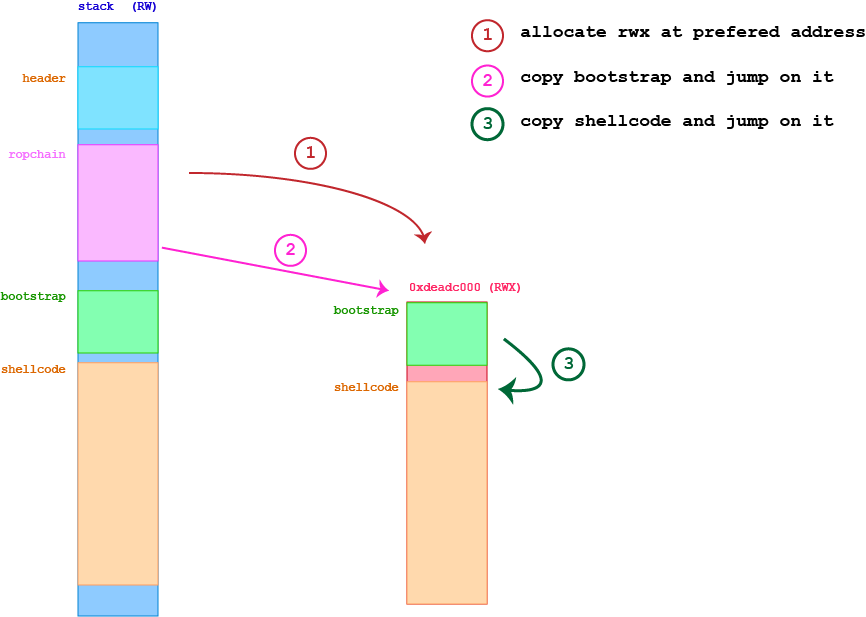 stack (RW)
header
ropchain
bootstrap
shellcode
1 allocate rwx at prefered address
2 copy bootstrap and jump on it
3 copy shellcode and jump on it
1
2
0xdeadc000 (RWX)
bootstrap
shellcode
3